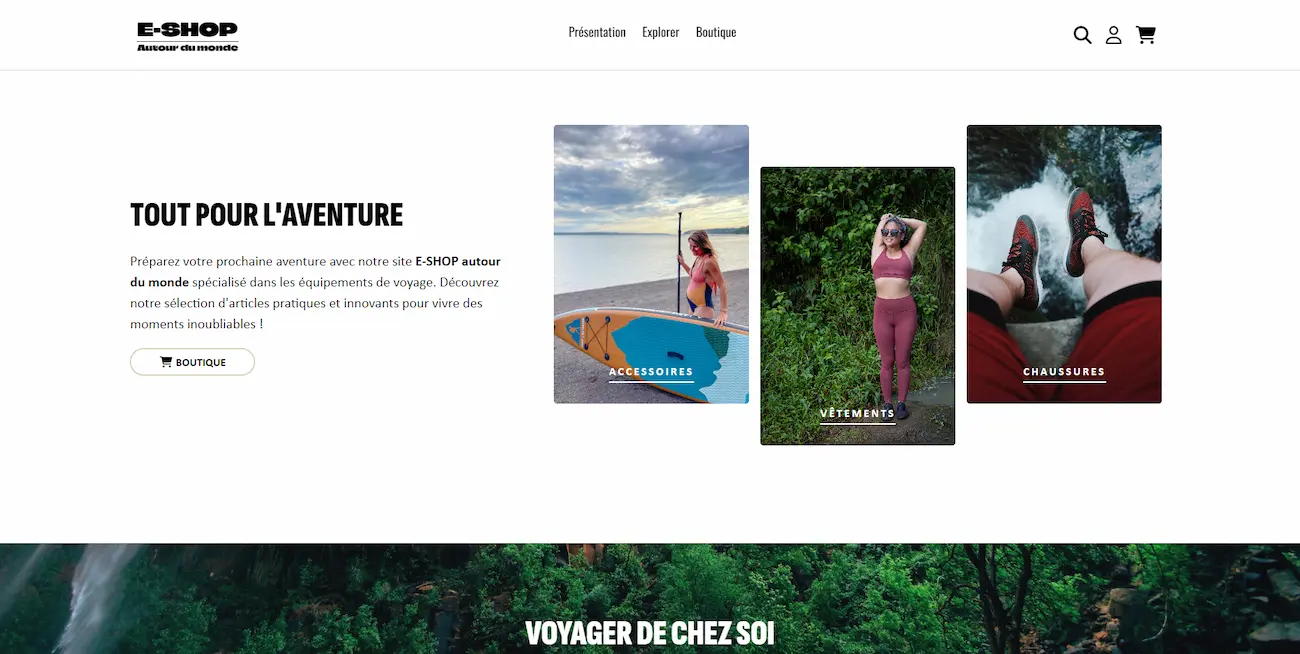 E-SHOP
Autour du monde
Présentation
Explorer
Boutique
TOUT POUR L'AVENTURE
Préparez votre prochaine aventure avec notre site E-SHOP autour
du monde spécialisé dans les équipements de voyage. Découvrez
notre sélection d'articles pratiques et innovants pour vivre des
moments inoubliables !
BOUTIQUE
ACCESSOIRES
VÊTEMENTS
CHAUSSURES
VOYAGER DE CHEZ SOI